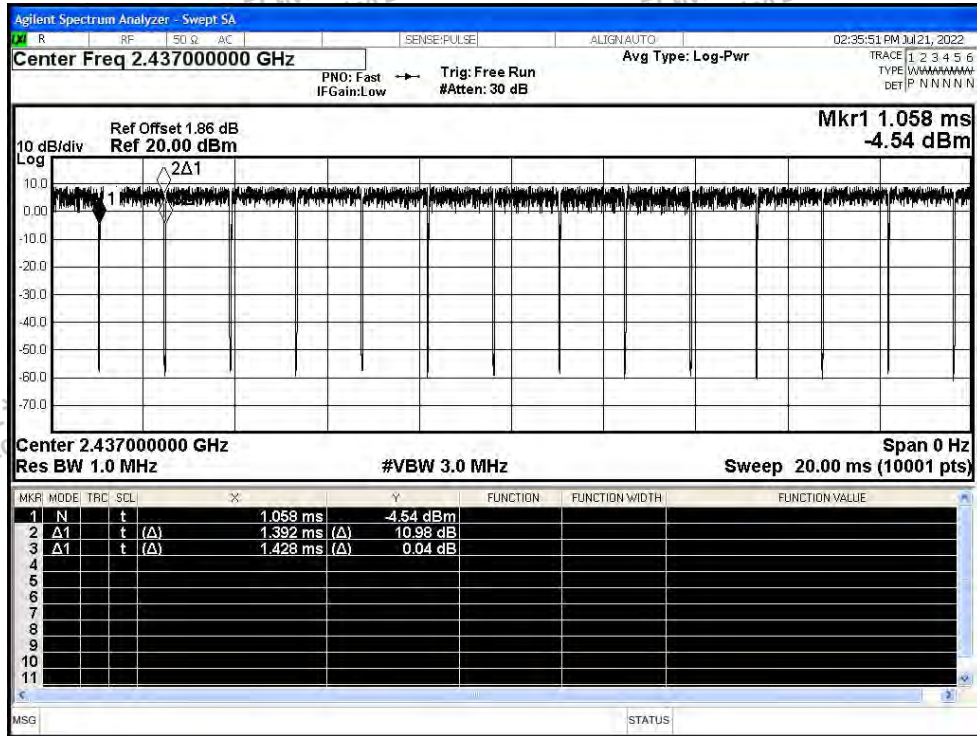 Agilent Spectrum Analyzer - Swept SA
LXI R RF 50 Ω AC SENSE:PULSE ALIGN AUTO 02:35:51 PM Jul 21, 2022
Center Freq 2.437000000 GHz
PNO: Fast Trig: Free Run Avg Type: Log-Pwr TRACE 1 2 3 4 5 6
IFGain:Low #Atten: 30 dB TYPE WWWWWW
DET P N N N N N
Mkr1 1.058 ms
-4.54 dBm
Ref Offset 1.86 dB
10 dB/div Ref 20.00 dBm
Log
2Δ1
10.0
1
0.00
-10.0
-20.0
-30.0
-40.0
-50.0
-60.0
-70.0
Center 2.437000000 GHz Span 0 Hz
Res BW 1.0 MHz #VBW 3.0 MHz Sweep 20.00 ms (10001 pts)
MKR MODE TRC SCL X Y FUNCTION FUNCTION WIDTH FUNCTION VALUE
1 N t 1.058 ms -4.54 dBm
2 Δ1 t (Δ) 1.392 ms (Δ) 10.98 dB
3 Δ1 t (Δ) 1.428 ms (Δ) 0.04 dB
4
5
6
7
8
9
10
11
MSG STATUS